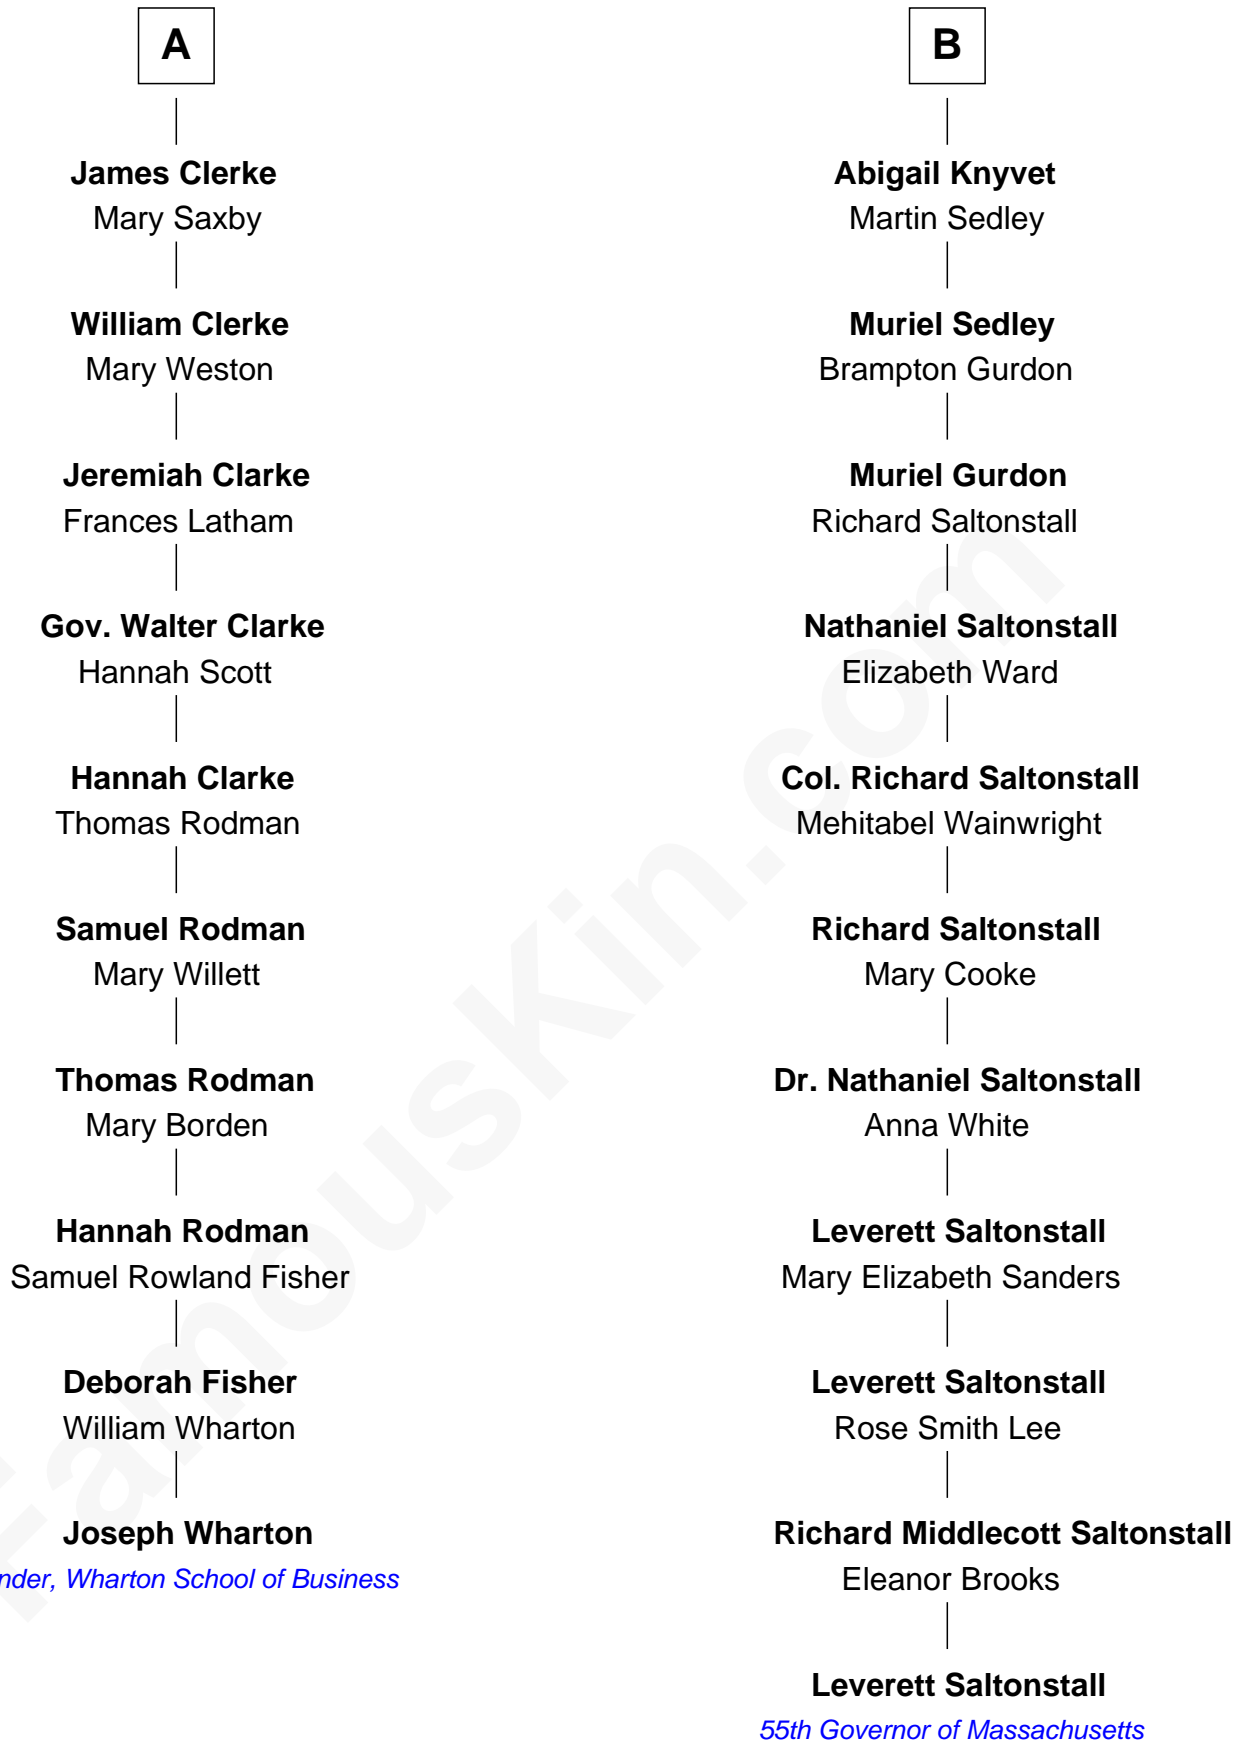 A
James Clerke
Mary Saxby
William Clerke
Mary Weston
Jeremiah Clarke
Frances Latham
Gov. Walter Clarke
Hannah Scott
Hannah Clarke
Thomas Rodman
Samuel Rodman
Mary Willett
Thomas Rodman
Mary Borden
Hannah Rodman
Samuel Rowland Fisher
Deborah Fisher
William Wharton
Joseph Wharton
nder, Wharton School of Business
B
Abigail Knyvet
Martin Sedley
Muriel Sedley
Brampton Gurdon
Muriel Gurdon
Richard Saltonstall
Nathaniel Saltonstall
Elizabeth Ward
Col. Richard Saltonstall
Mehitabel Wainwright
Richard Saltonstall
Mary Cooke
Dr. Nathaniel Saltonstall
Anna White
Leverett Saltonstall
Mary Elizabeth Sanders
Leverett Saltonstall
Rose Smith Lee
Richard Middlecott Saltonstall
Eleanor Brooks
Leverett Saltonstall
55th Governor of Massachusetts
FamousKin.com